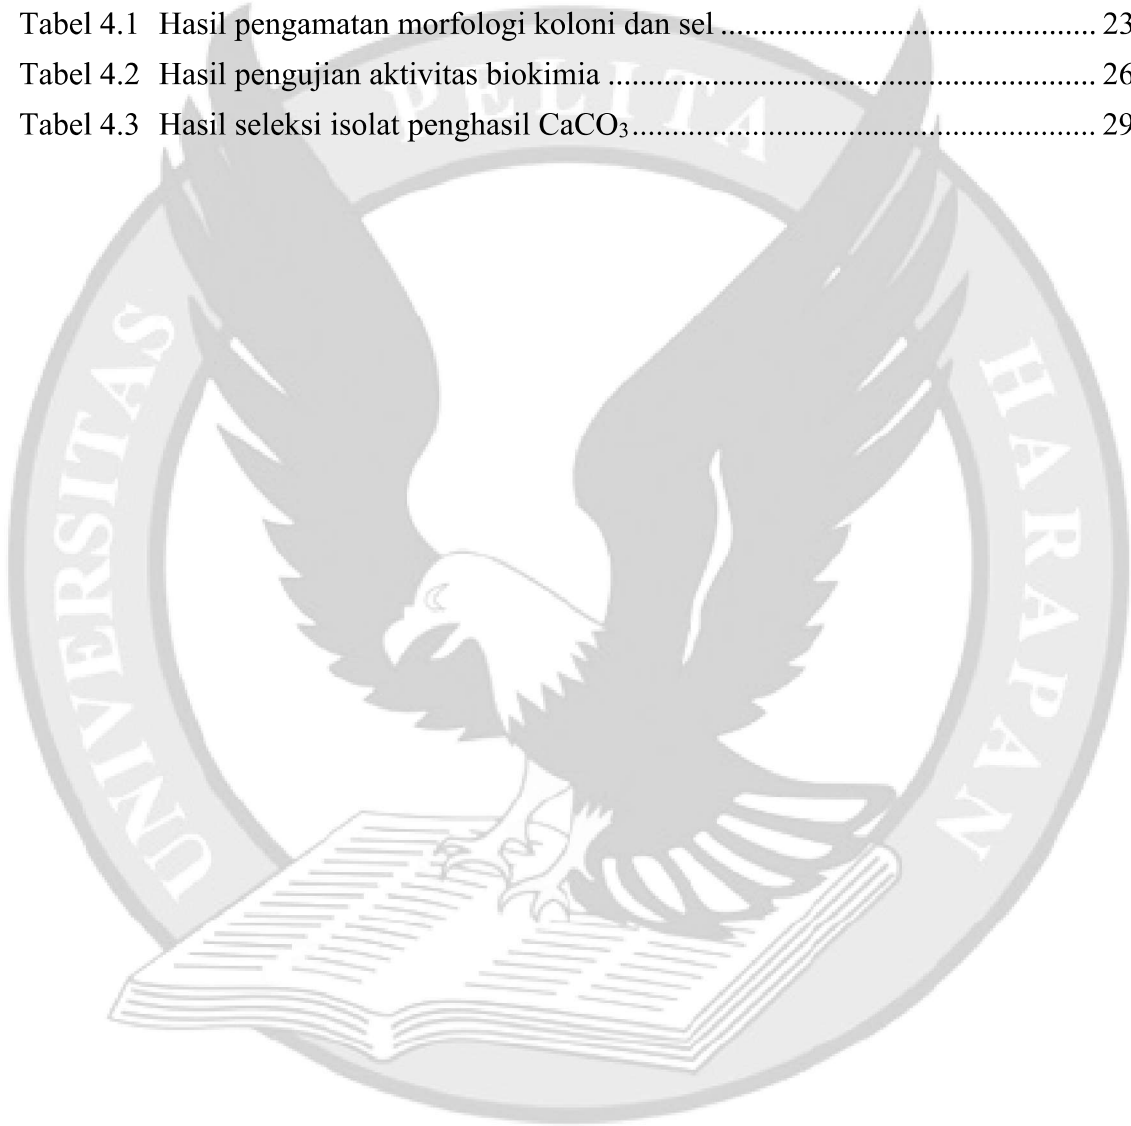 Tabel 4.1 Hasil pengamatan morfologi koloni dan sel ............................................... 23
Tabel 4.2 Hasil pengujian aktivitas biokimia ............................................................. 26
Tabel 4.3 Hasil seleksi isolat penghasil CaCO₃.......................................................... 29
UNIVERSITAS PELITA HARAPAN